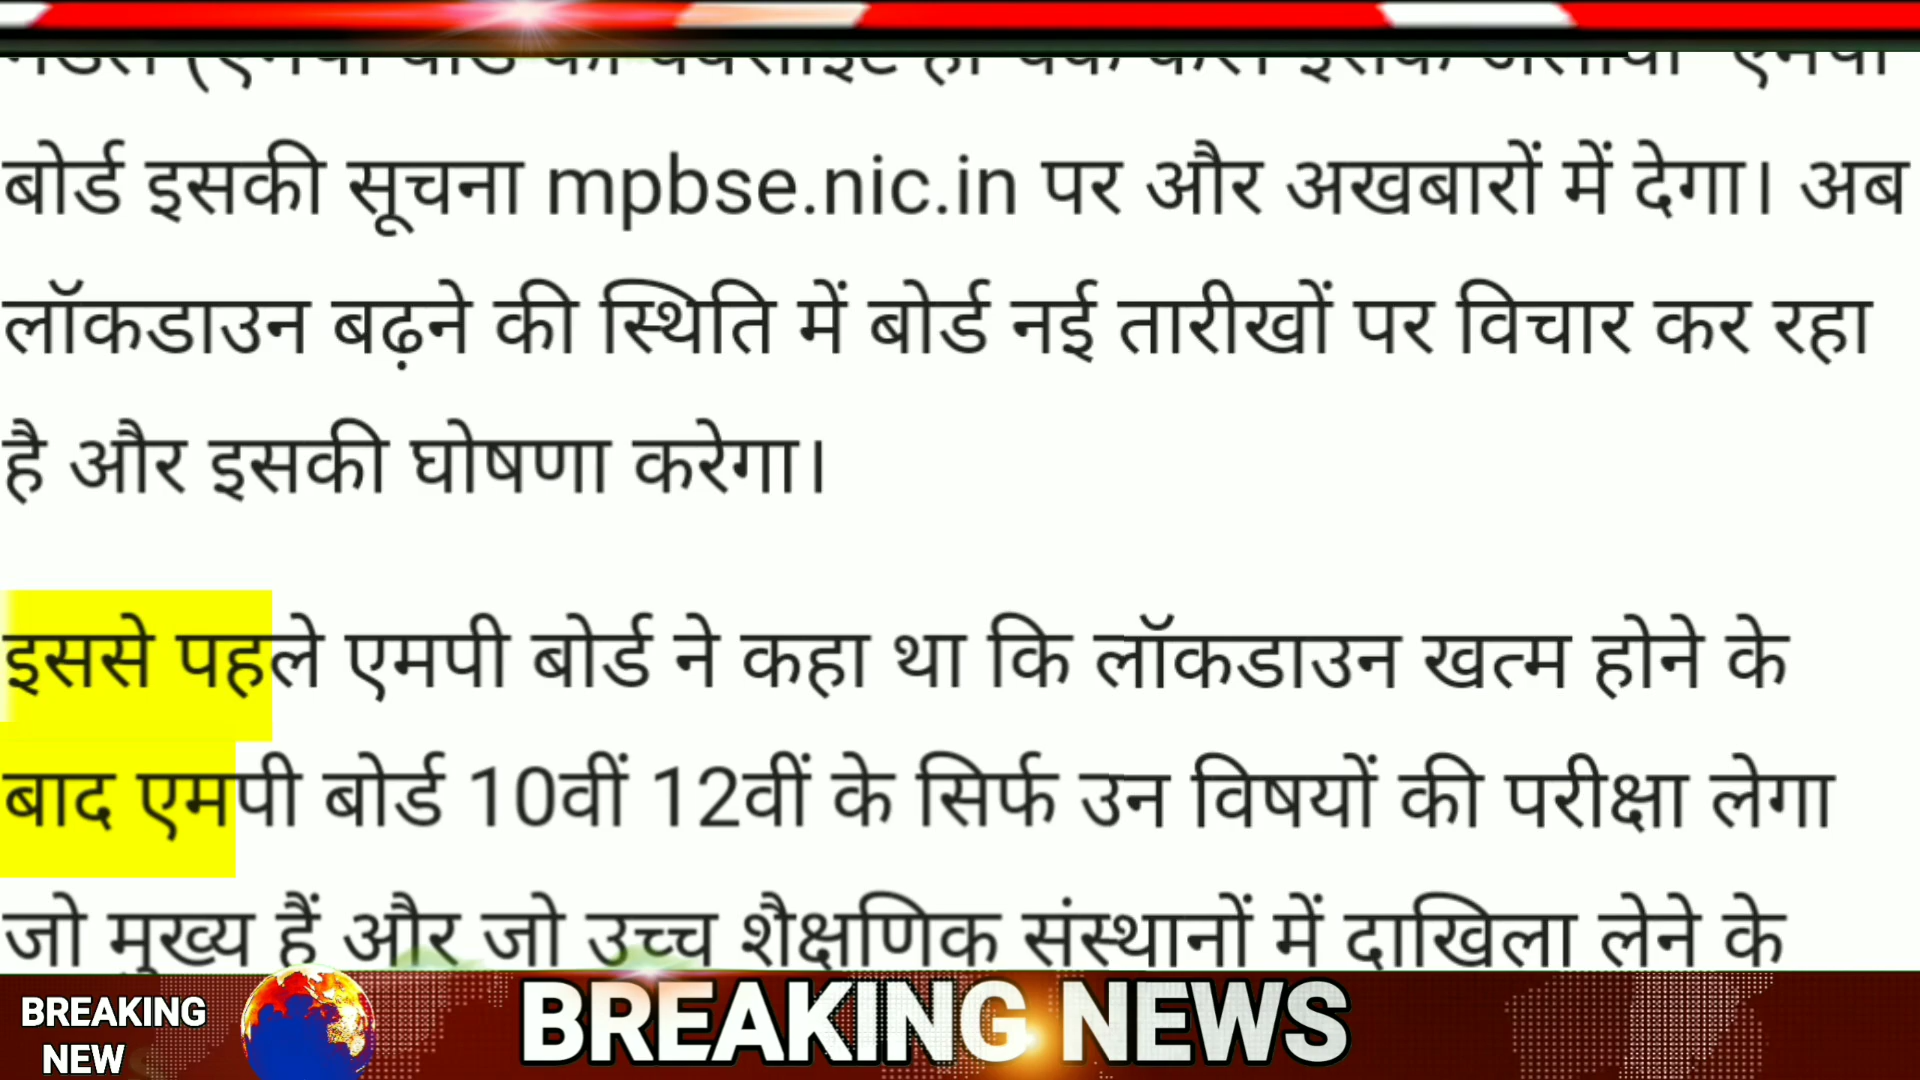 बोर्ड इसकी सूचना mpbse.nic.in पर और अखबारों में देगा। अब
लॉकडाउन बढ़ने की स्थिति में बोर्ड नई तारीखों पर विचार कर रहा
है और इसकी घोषणा करेगा।
इससे पहले एमपी बोर्ड ने कहा था कि लॉकडाउन खत्म होने के
बाद एमपी बोर्ड 10वीं 12वीं के सिर्फ उन विषयों की परीक्षा लेगा
जो मुख्य हैं और जो उच्च शैक्षणिक संस्थानों में दाखिला लेने के
BREAKING
NEW
BREAKING NEWS